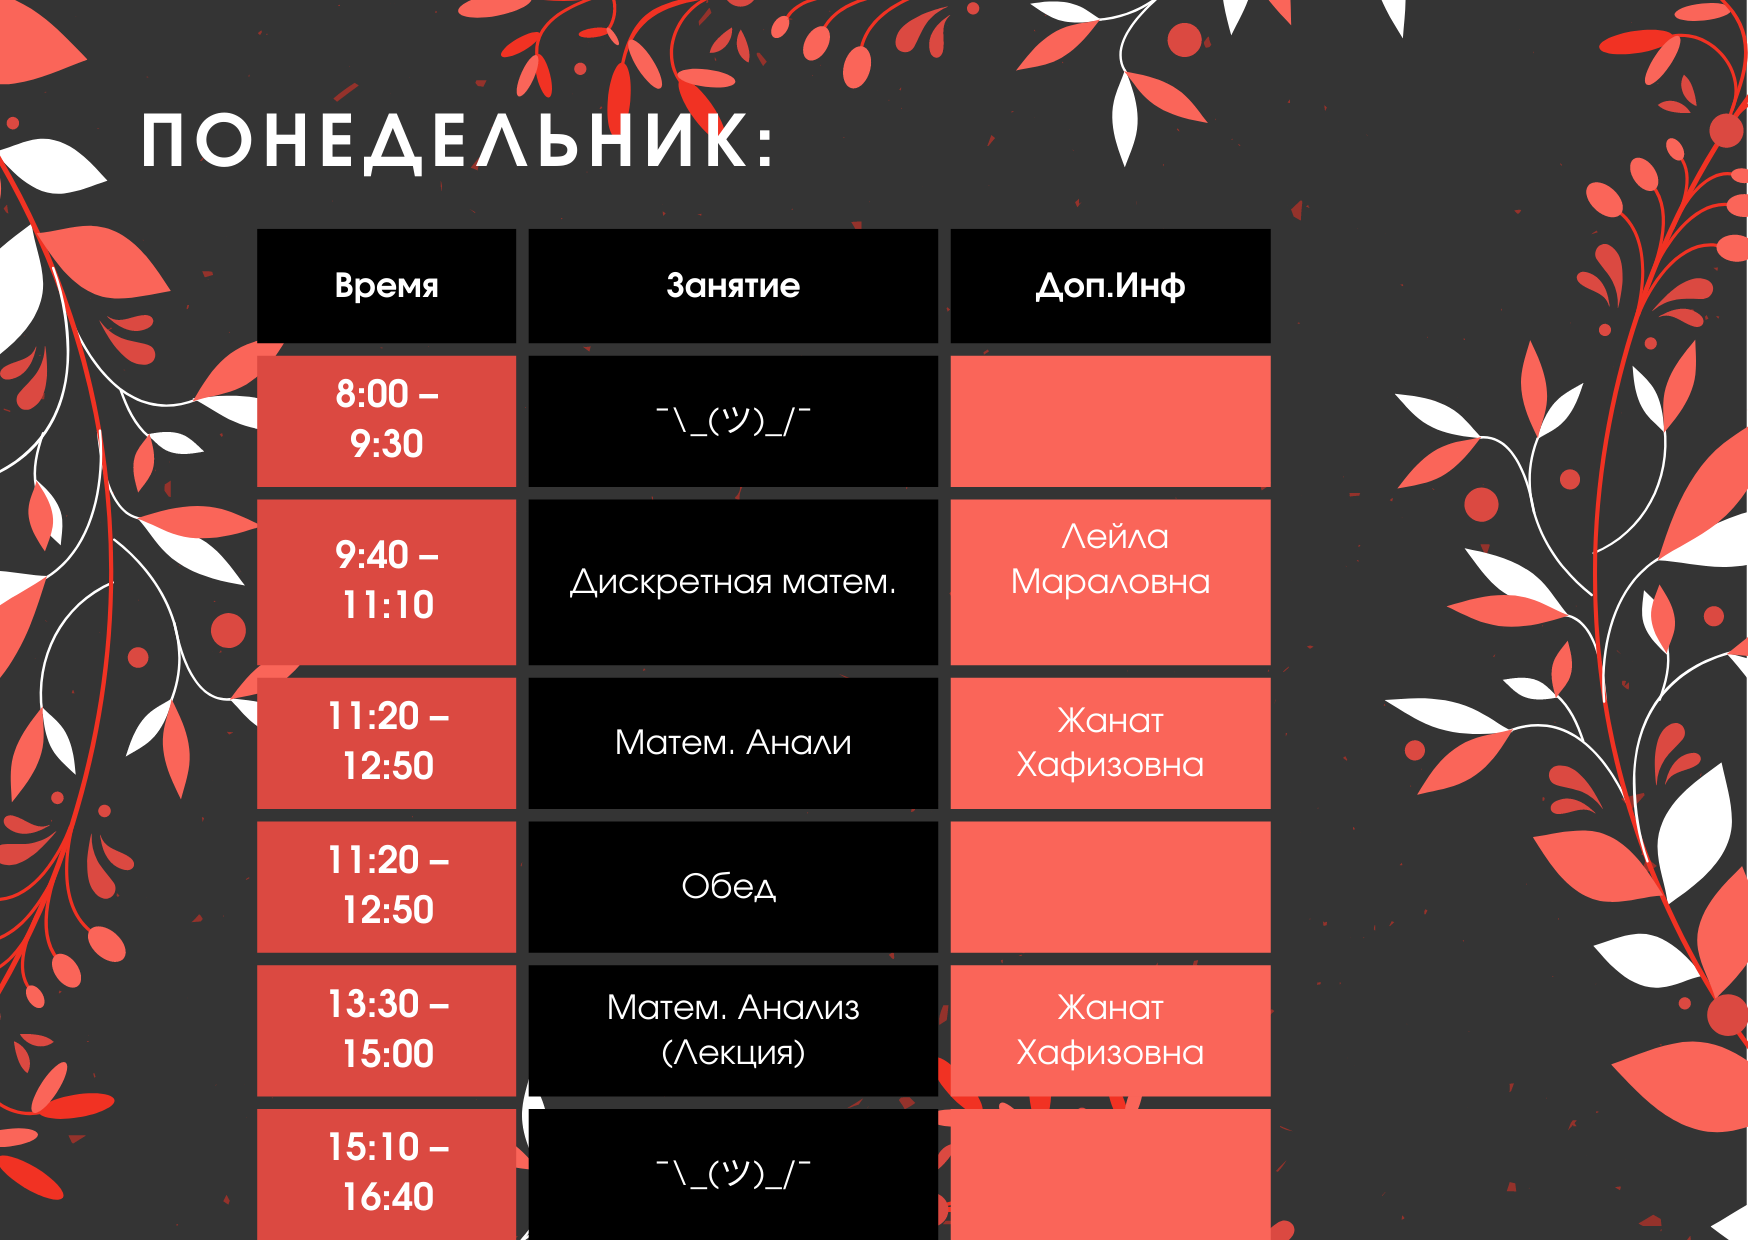 ПОНЕДЕЛЬНИК:
Время
Занятие
Доп.Инф
8:00 –
9:30
¯\_(ツ)_/¯
9:40 –
11:10
Дискретная матем.
Лейла
Мараловна
11:20 –
12:50
Матем. Анали
Жанат
Хафизовна
11:20 –
12:50
Обед
13:30 –
15:00
Матем. Анализ
(Лекция)
Жанат
Хафизовна
15:10 –
16:40
¯\_(ツ)_/¯